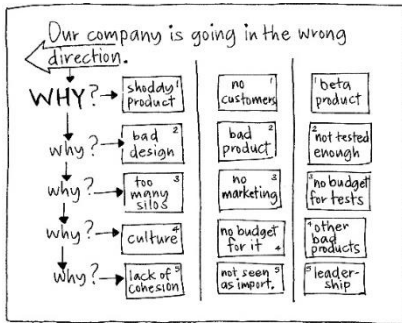 Our company is going in the wrong
direction.
WHY?
shoddy 1
product
no 1
customers
1 beta
product
why?
bad 2
design
bad 2
product
2 not tested
enough
why?
too 3
many
silos
no 3
marketing
3 no budget
for tests
why?
4
culture
no budget
for it 4
4 other
bad
products
why?
lack of 5
cohesion
not seen 5
as import.
5 leader-
ship